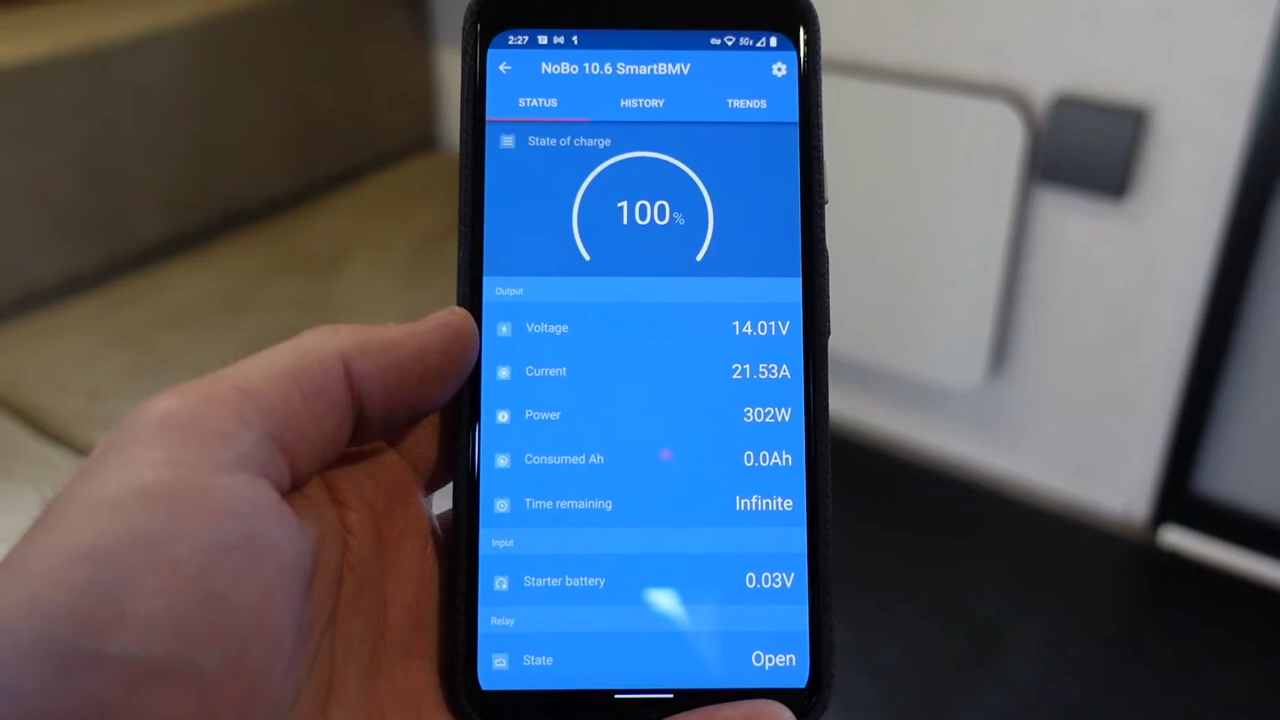 2:27 5G E
NoBo 10.6 SmartBMV
STATUS HISTORY TRENDS
State of charge
100%
Output
Voltage 14.01V
Current 21.53A
Power 302W
Consumed Ah 0.0Ah
Time remaining Infinite
Input
Starter battery 0.03V
Relay
State Open